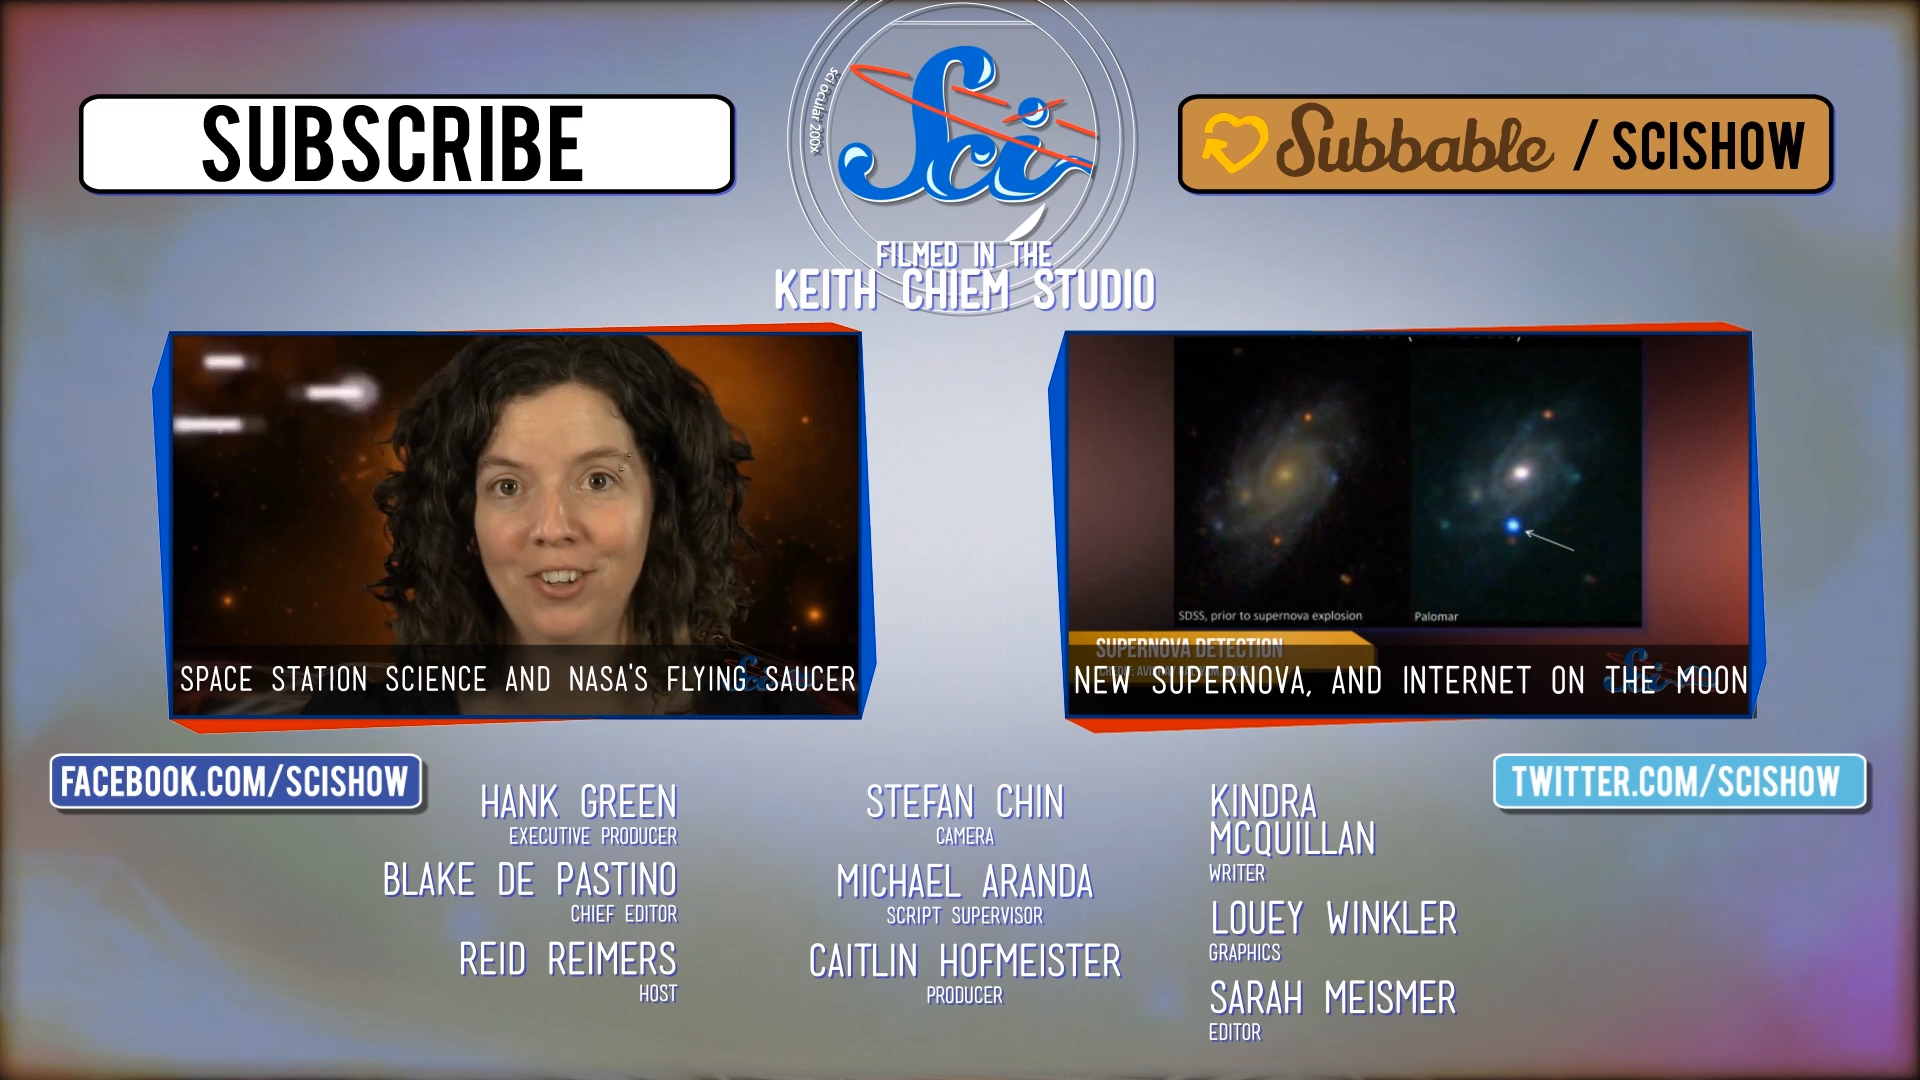 sci ocular 200x
Sci
SUBSCRIBE
Subbable / SCISHOW
FILMED IN THE
KEITH CHIEM STUDIO
SPACE STATION SCIENCE AND NASA'S FLYING SAUCER
SDSS, prior to supernova explosion
Palomar
SUPERNOVA DETECTION
NEW SUPERNOVA, AND INTERNET ON THE MOON
FACEBOOK.COM/SCISHOW
TWITTER.COM/SCISHOW
HANK GREEN
EXECUTIVE PRODUCER
BLAKE DE PASTINO
CHIEF EDITOR
REID REIMERS
HOST
STEFAN CHIN
CAMERA
MICHAEL ARANDA
SCRIPT SUPERVISOR
CAITLIN HOFMEISTER
PRODUCER
KINDRA
MCQUILLAN
WRITER
LOUEY WINKLER
GRAPHICS
SARAH MEISMER
EDITOR